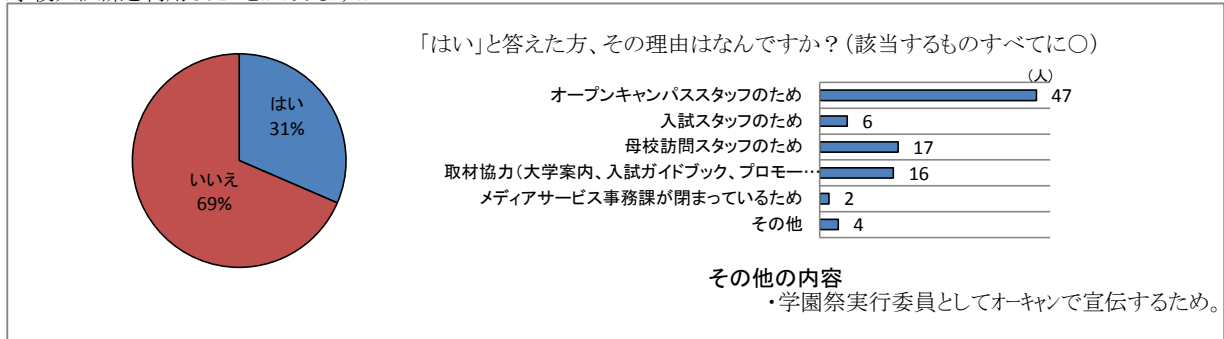 「はい」と答えた方、その理由はなんですか？（該当するものすべてに○）
はい
31%
いいえ
69%
（人）
オープンキャンパススタッフのため 47
入試スタッフのため 6
母校訪問スタッフのため 17
取材協力（大学案内、入試ガイドブック、プロモー… 16
メディアサービス事務課が閉まっているため 2
その他 4
その他の内容
・学園祭実行委員としてオーキャンで宣伝するため。